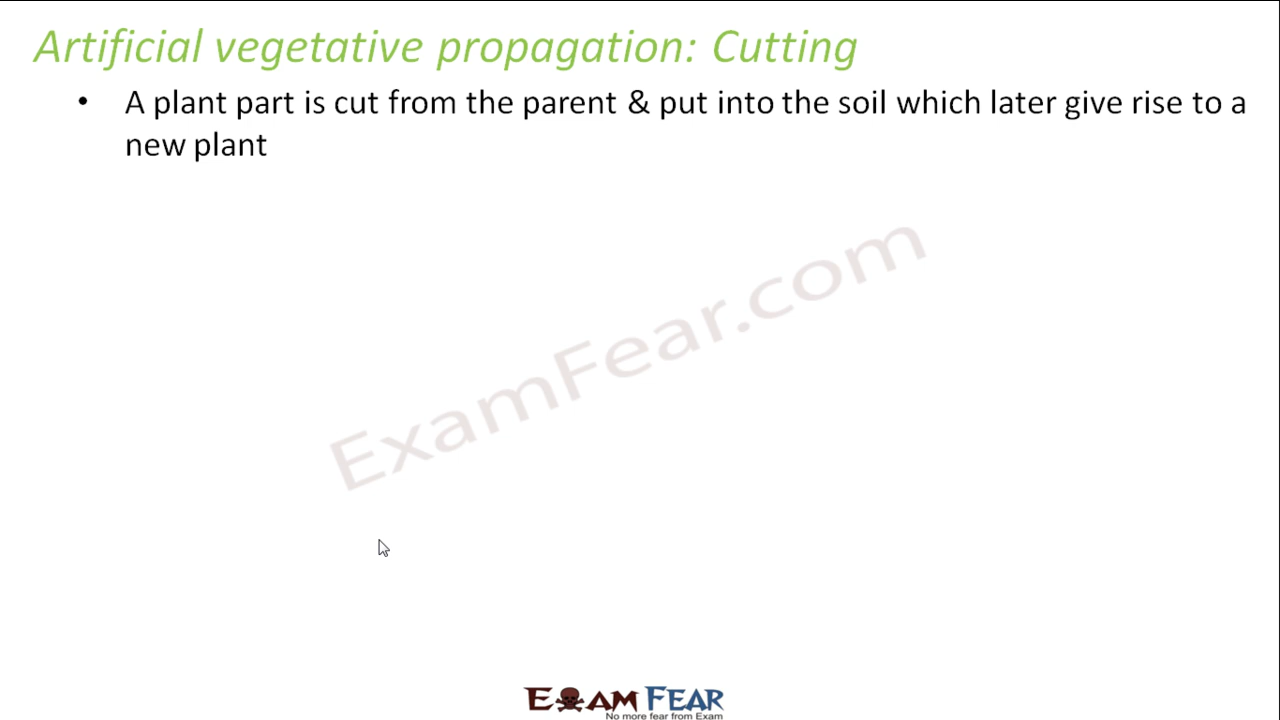 Artificial vegetative propagation: Cutting
• A plant part is cut from the parent & put into the soil which later give rise to a
new plant
ExamFear.com
EXAM FEAR
No more fear from Exam